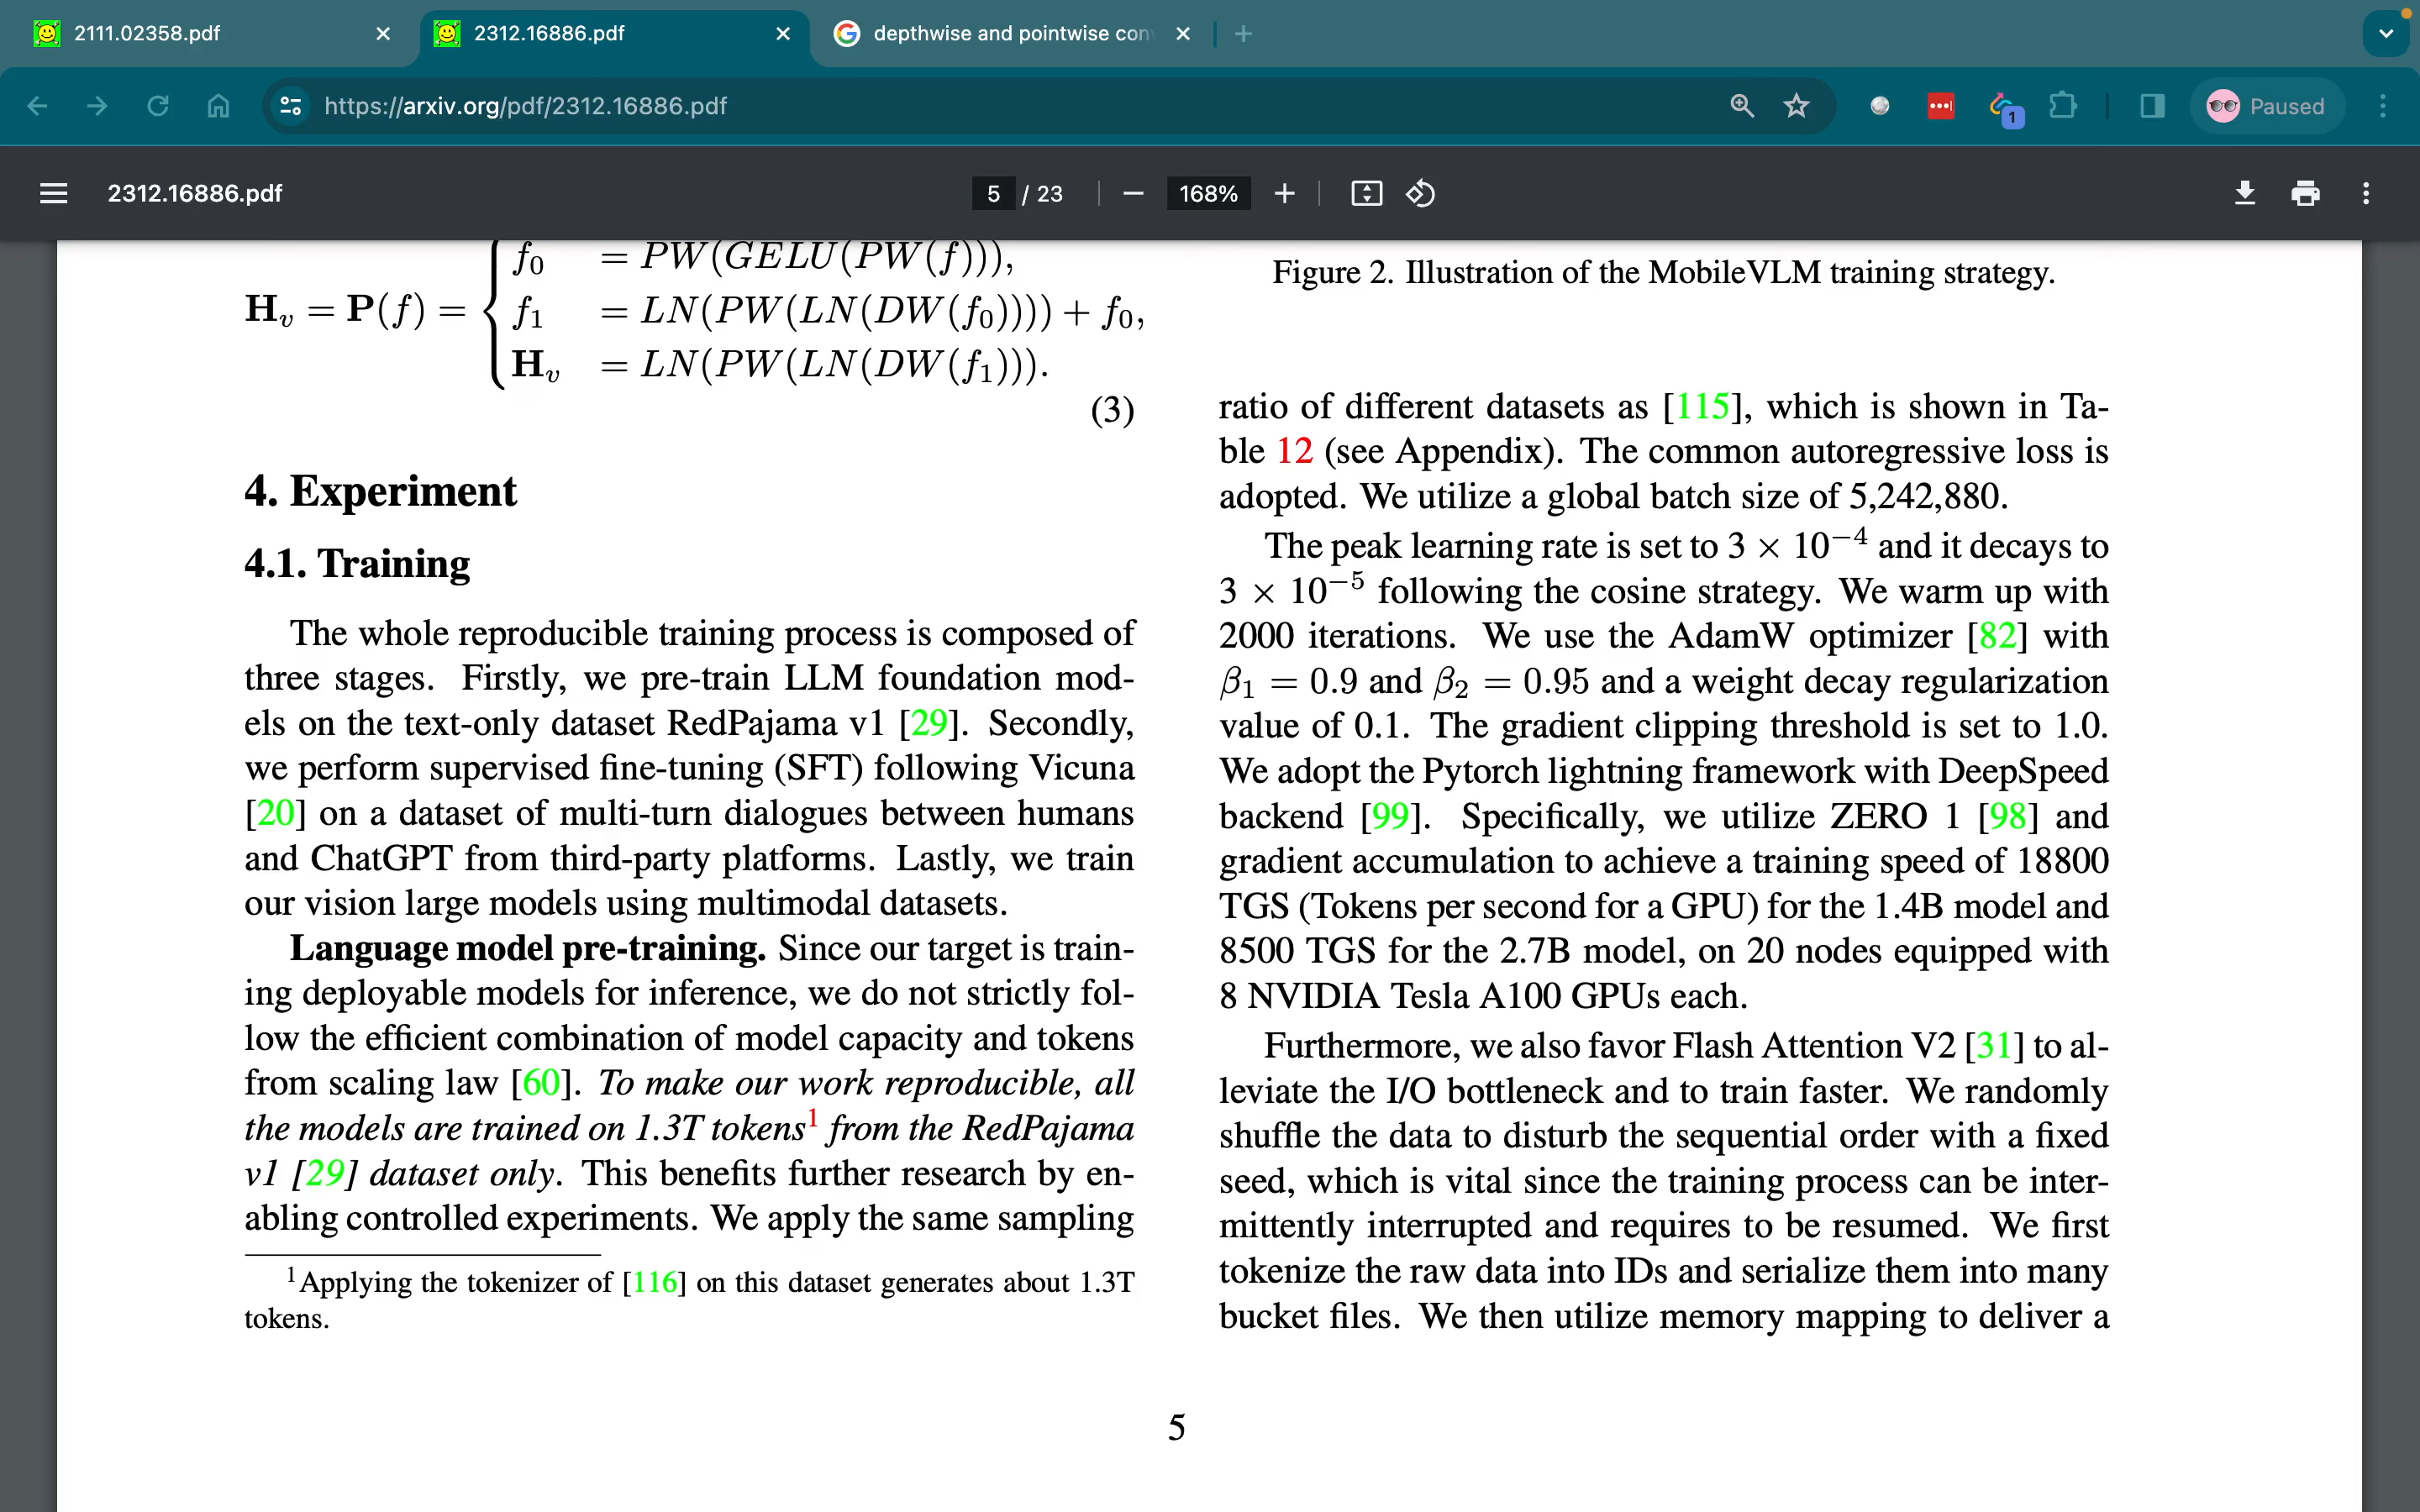 2111.02358.pdf
2312.16886.pdf
depthwise and pointwise con
https://arxiv.org/pdf/2312.16886.pdf
1
Paused
2312.16886.pdf
5 / 23
168%
f₀ = PW(GELU(PW(f))),
H_v = P(f) = { f₁ = LN(PW(LN(DW(f₀)))) + f₀,
H_v = LN(PW(LN(DW(f₁))).
(3)
4. Experiment
4.1. Training
The whole reproducible training process is composed of
three stages. Firstly, we pre-train LLM foundation mod-
els on the text-only dataset RedPajama v1 [29]. Secondly,
we perform supervised fine-tuning (SFT) following Vicuna
[20] on a dataset of multi-turn dialogues between humans
and ChatGPT from third-party platforms. Lastly, we train
our vision large models using multimodal datasets.
Language model pre-training. Since our target is train-
ing deployable models for inference, we do not strictly fol-
low the efficient combination of model capacity and tokens
from scaling law [60]. To make our work reproducible, all
the models are trained on 1.3T tokens¹ from the RedPajama
v1 [29] dataset only. This benefits further research by en-
abling controlled experiments. We apply the same sampling
¹Applying the tokenizer of [116] on this dataset generates about 1.3T
tokens.
Figure 2. Illustration of the MobileVLM training strategy.
ratio of different datasets as [115], which is shown in Ta-
ble 12 (see Appendix). The common autoregressive loss is
adopted. We utilize a global batch size of 5,242,880.
The peak learning rate is set to 3 × 10⁻⁴ and it decays to
3 × 10⁻⁵ following the cosine strategy. We warm up with
2000 iterations. We use the AdamW optimizer [82] with
β₁ = 0.9 and β₂ = 0.95 and a weight decay regularization
value of 0.1. The gradient clipping threshold is set to 1.0.
We adopt the Pytorch lightning framework with DeepSpeed
backend [99]. Specifically, we utilize ZERO 1 [98] and
gradient accumulation to achieve a training speed of 18800
TGS (Tokens per second for a GPU) for the 1.4B model and
8500 TGS for the 2.7B model, on 20 nodes equipped with
8 NVIDIA Tesla A100 GPUs each.
Furthermore, we also favor Flash Attention V2 [31] to al-
leviate the I/O bottleneck and to train faster. We randomly
shuffle the data to disturb the sequential order with a fixed
seed, which is vital since the training process can be inter-
mittently interrupted and requires to be resumed. We first
tokenize the raw data into IDs and serialize them into many
bucket files. We then utilize memory mapping to deliver a
5